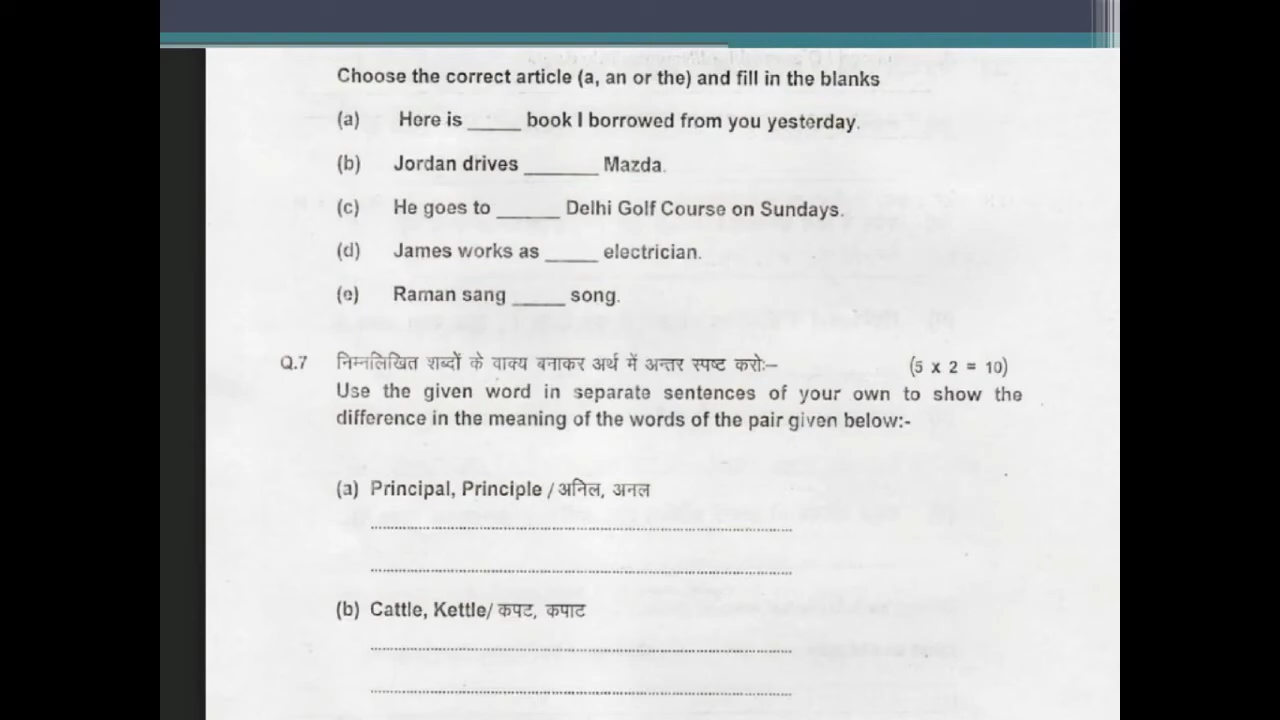 Choose the correct article (a, an or the) and fill in the blanks
(a) Here is _____ book I borrowed from you yesterday.
(b) Jordan drives _______ Mazda.
(c) He goes to ______ Delhi Golf Course on Sundays.
(d) James works as _____ electrician.
(e) Raman sang _____ song.
Q.7 निम्नलिखित शब्दों के वाक्य बनाकर अर्थ में अन्तर स्पष्ट करोः– (5 x 2 = 10)
Use the given word in separate sentences of your own to show the
difference in the meaning of the words of the pair given below:-
(a) Principal, Principle / अनिल, अनल
(b) Cattle, Kettle/ कपट, कपाट